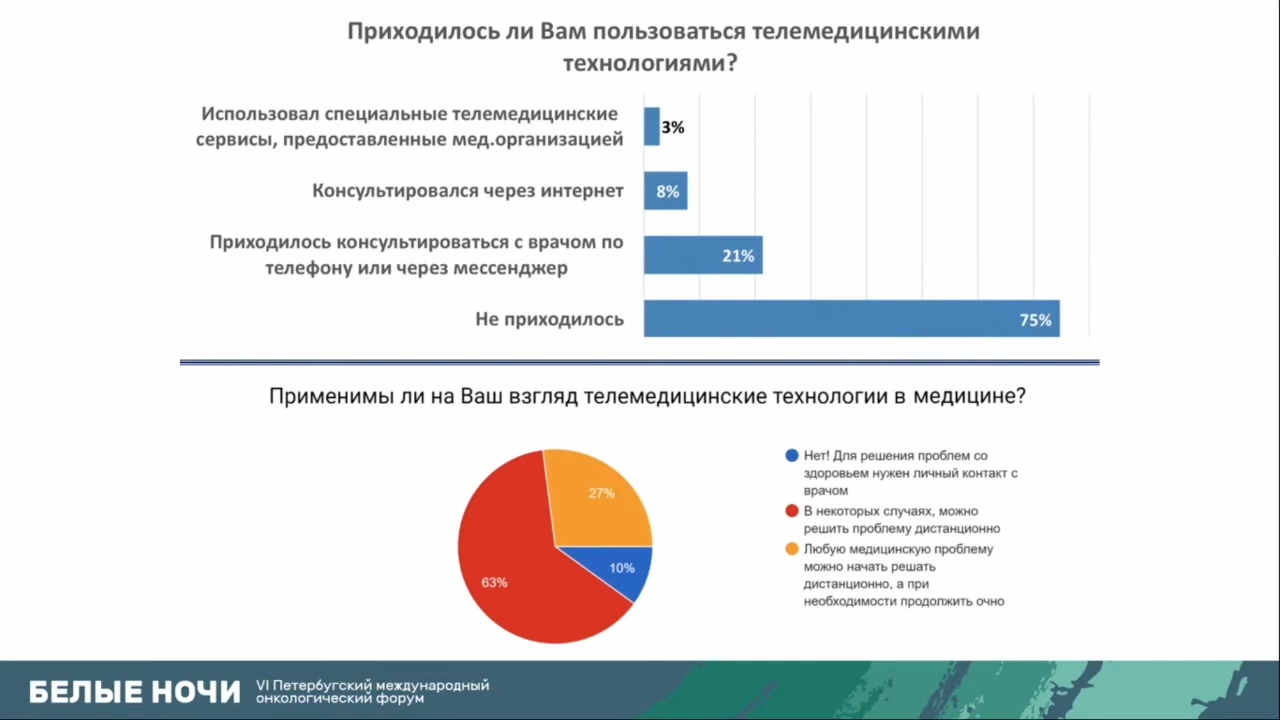 Приходилось ли Вам пользоваться телемедицинскими
технологиями?
Использовал специальные телемедицинские
сервисы, предоставленные мед.организацией
3%
Консультировался через интернет
8%
Приходилось консультироваться с врачом по
телефону или через мессенджер
21%
Не приходилось
75%
Применимы ли на Ваш взгляд телемедицинские технологии в медицине?
27%
10%
63%
Нет! Для решения проблем со
здоровьем нужен личный контакт с
врачом
В некоторых случаях, можно
решить проблему дистанционно
Любую медицинскую проблему
можно начать решать
дистанционно, а при
необходимости продолжить очно
БЕЛЫЕ НОЧИ
VI Петербургский международный
онкологический форум